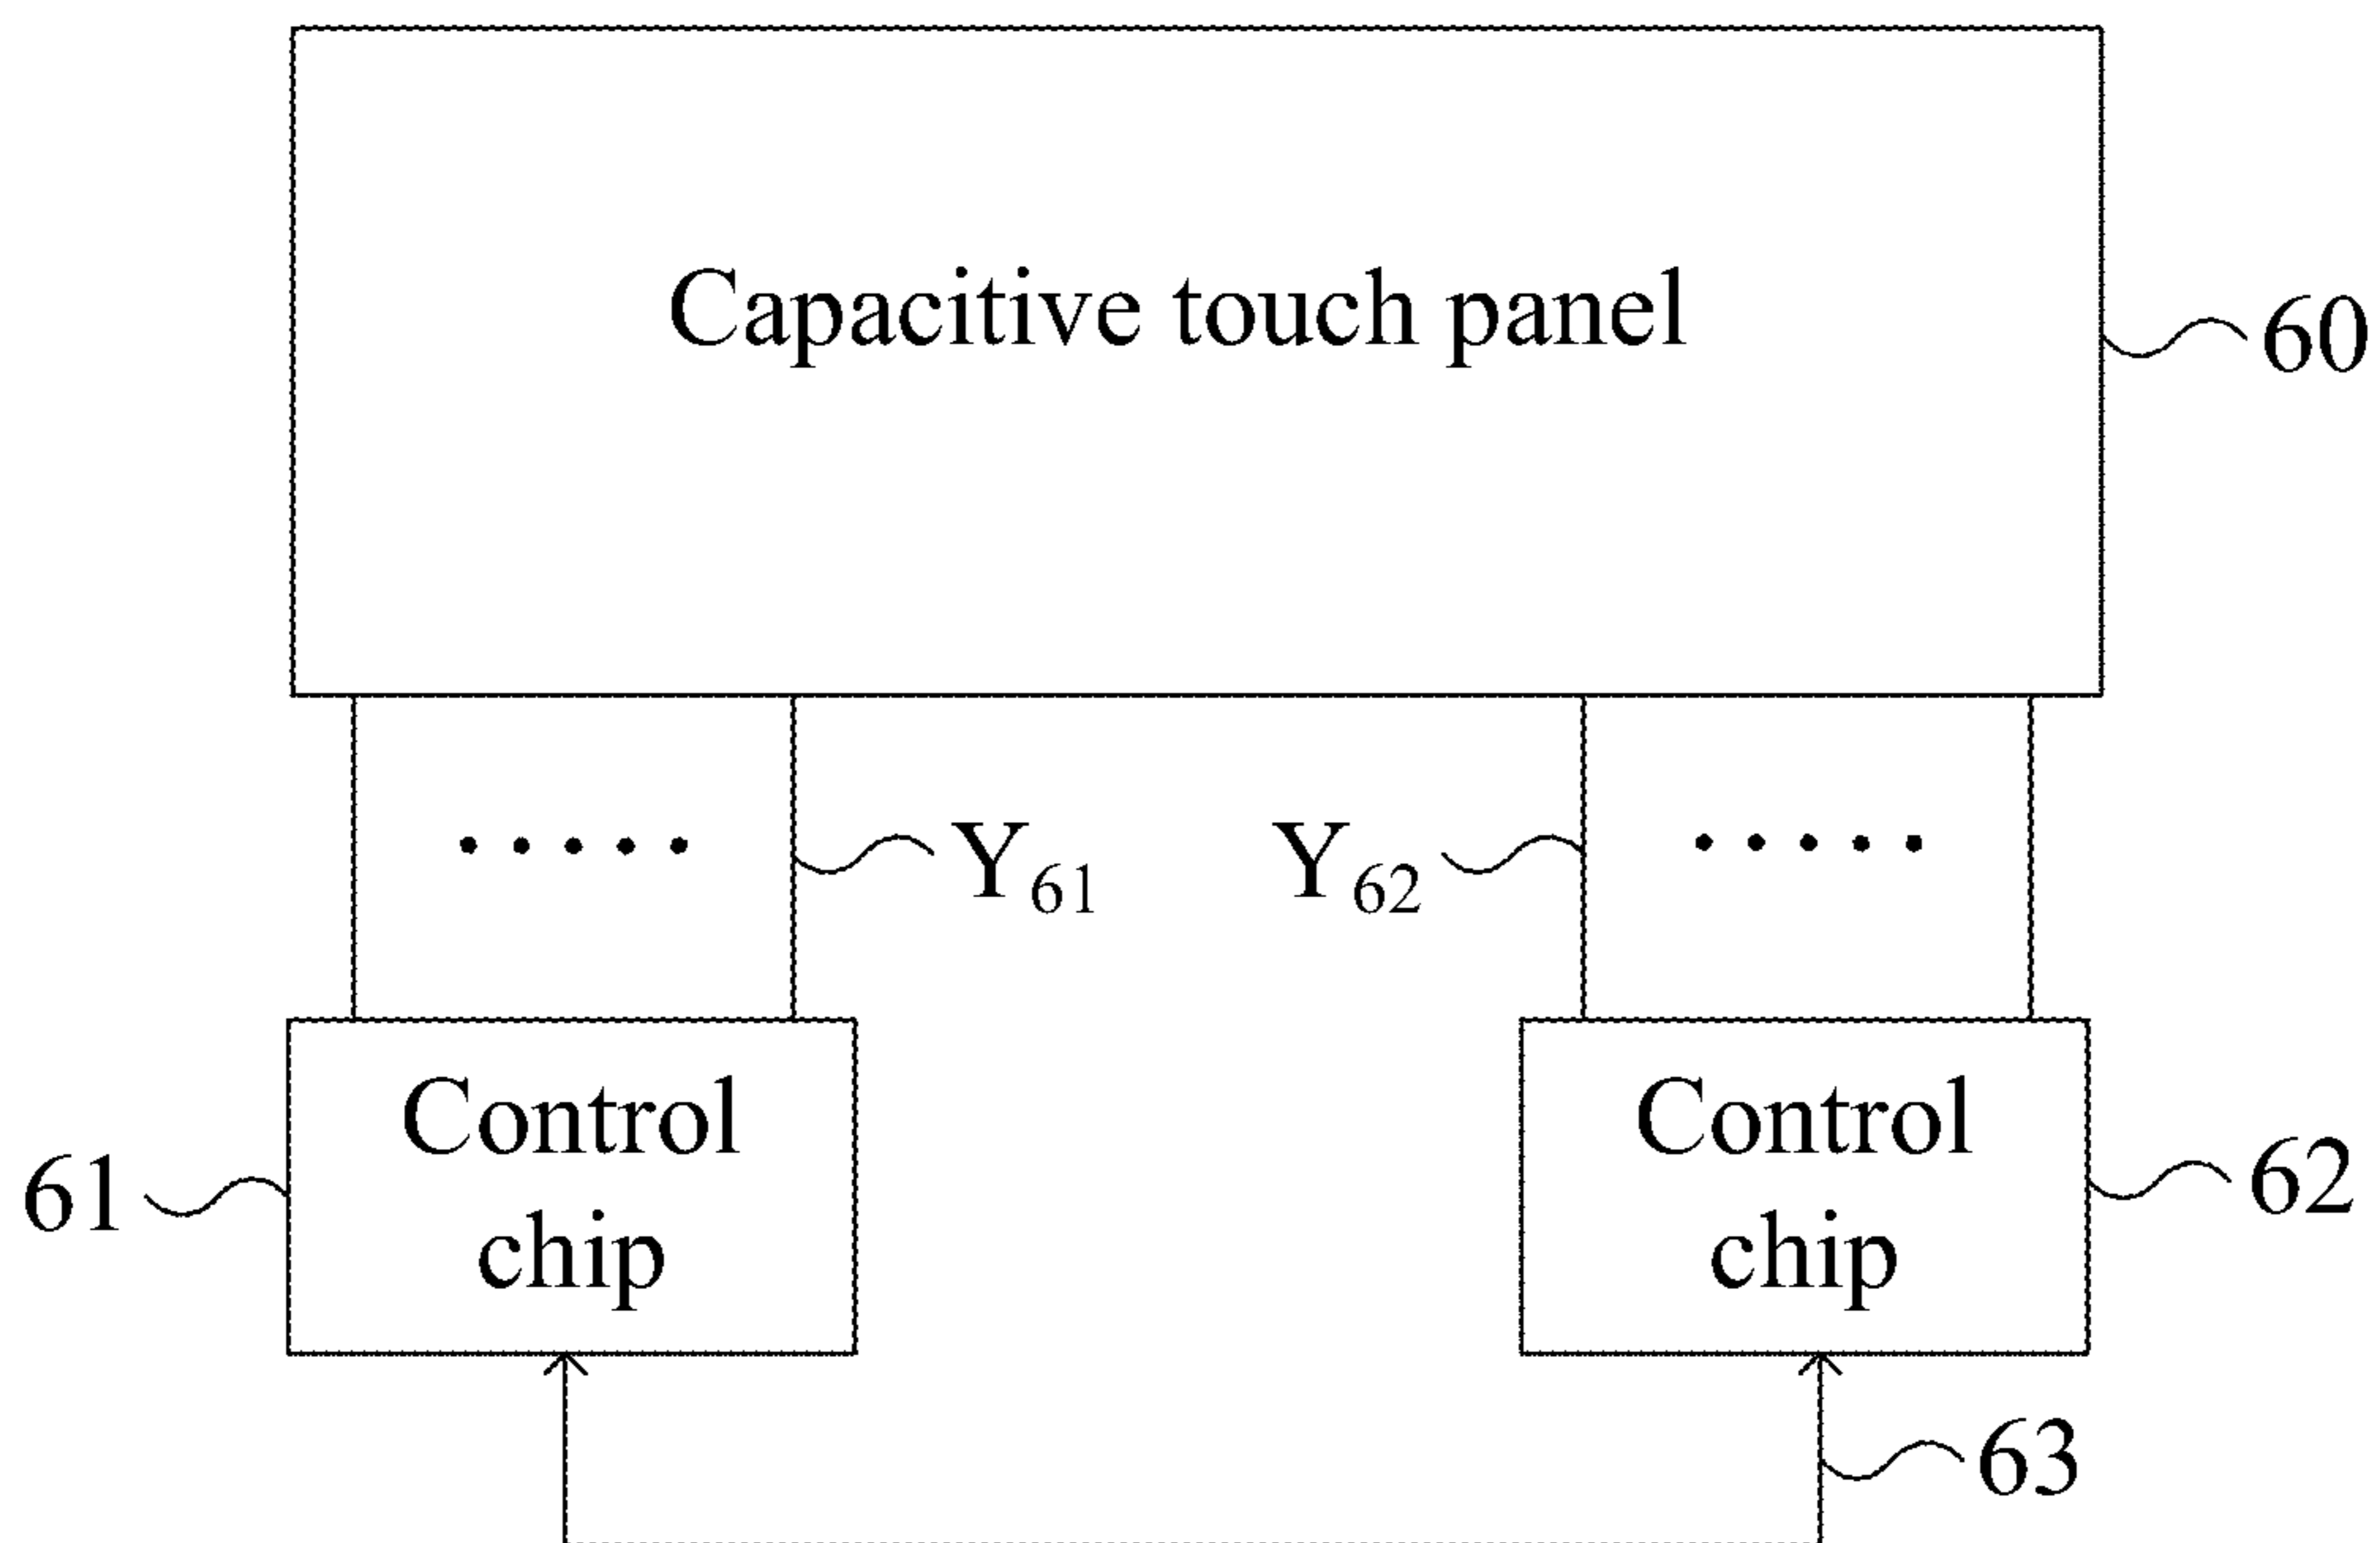 Capacitive touch panel
60
Y61
Y62
Control
chip
61
Control
chip
62
63